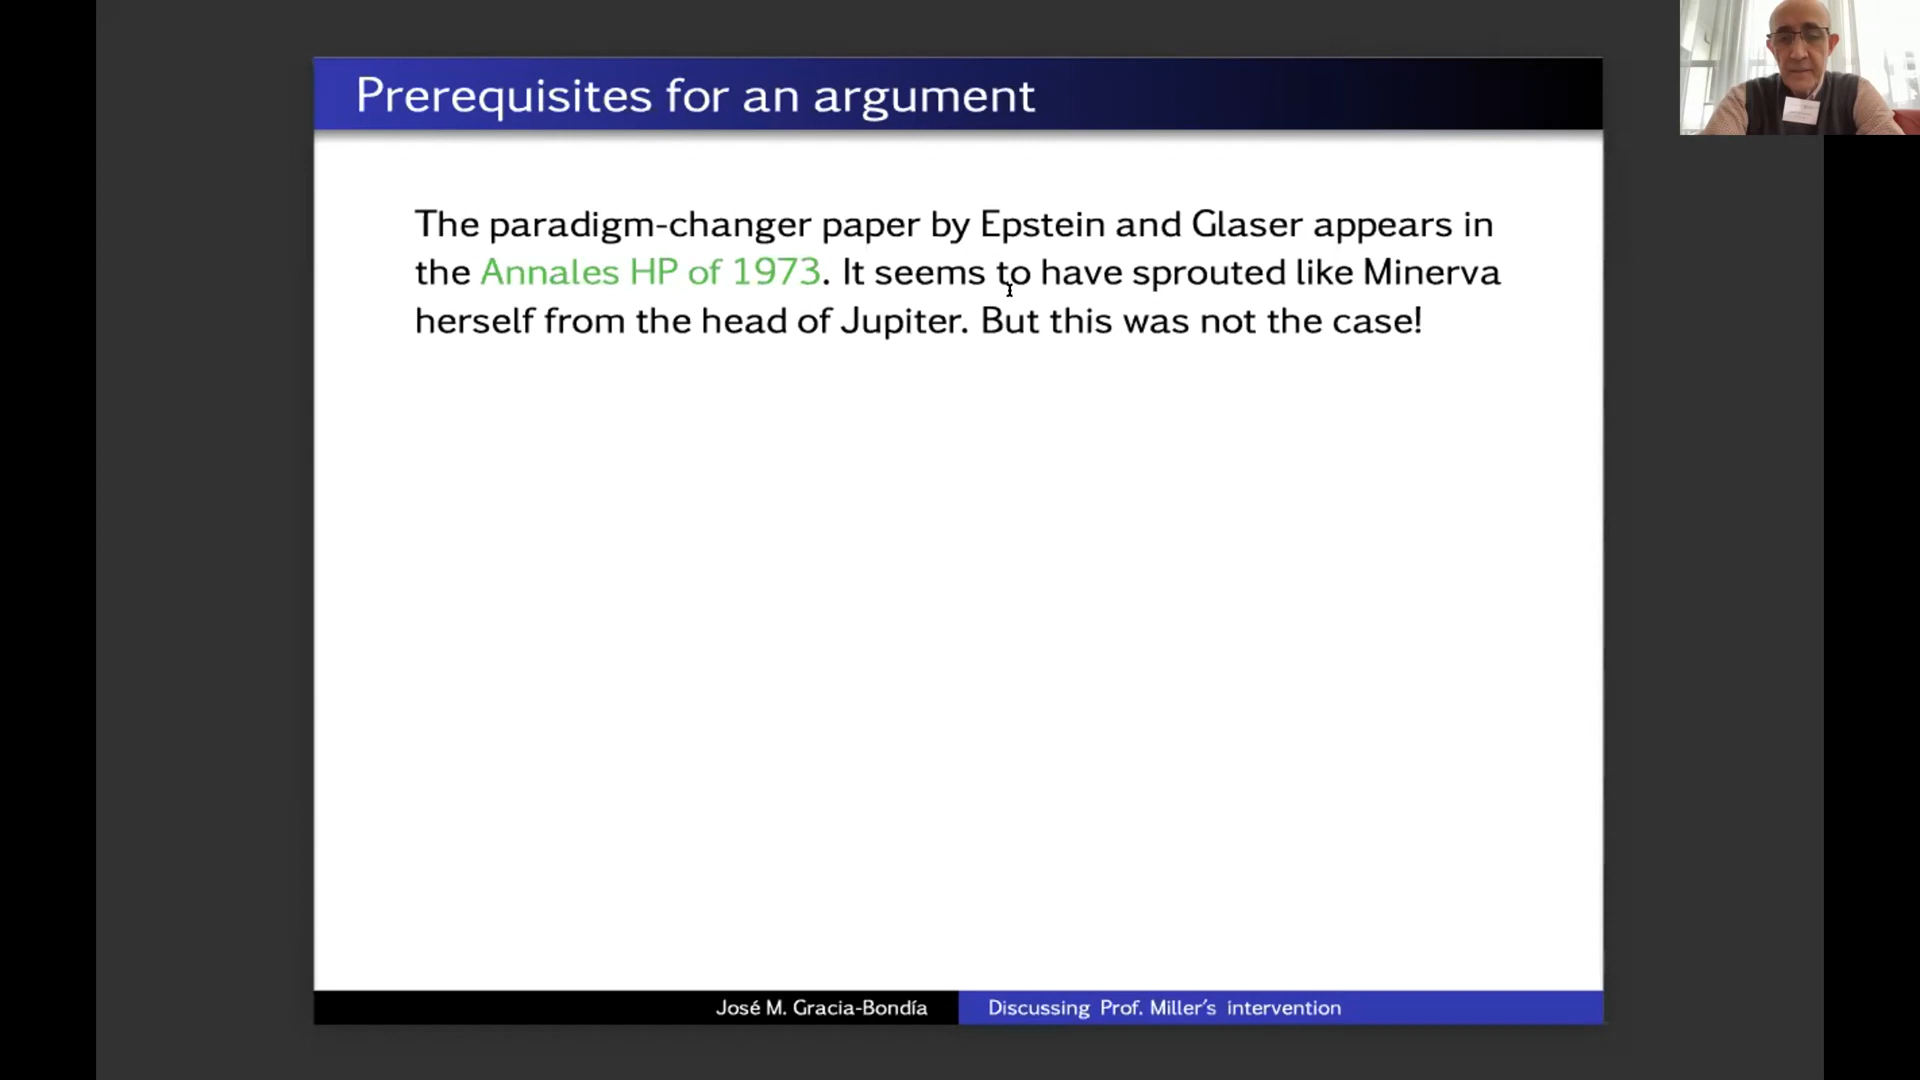 Prerequisites for an argument
The paradigm-changer paper by Epstein and Glaser appears in
the Annales HP of 1973. It seems to have sprouted like Minerva
herself from the head of Jupiter. But this was not the case!
José M. Gracia-Bondía
Discussing Prof. Miller's intervention